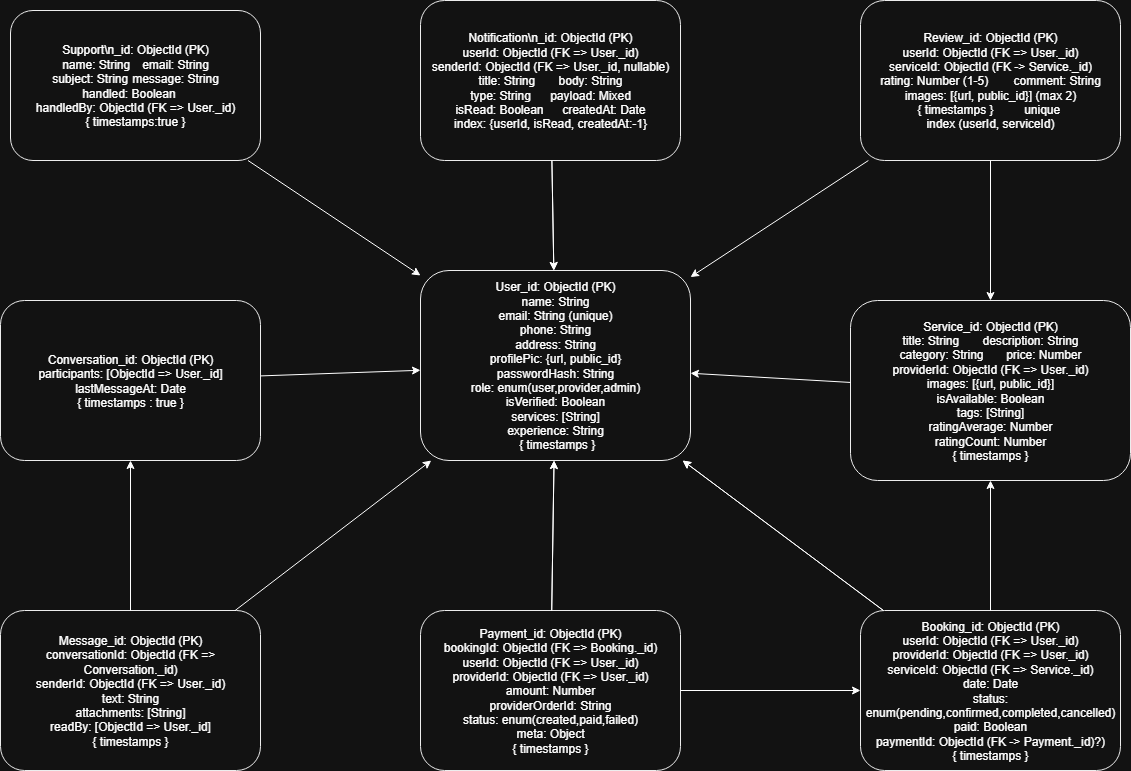 Support\n_id: ObjectId (PK)
name: String email: String
subject: String message: String
handled: Boolean
handledBy: ObjectId (FK => User._id)
{ timestamps:true }
Notification\n_id: ObjectId (PK)
userId: ObjectId (FK => User._id)
senderId: ObjectId (FK => User._id, nullable)
title: String body: String
type: String payload: Mixed
isRead: Boolean createdAt: Date
index: {userId, isRead, createdAt:-1}
Review_id: ObjectId (PK)
userId: ObjectId (FK => User._id)
serviceId: ObjectId (FK -> Service._id)
rating: Number (1-5) comment: String
images: [{url, public_id}] (max 2)
{ timestamps } unique
index (userId, serviceId)
Conversation_id: ObjectId (PK)
participants: [ObjectId => User._id]
lastMessageAt: Date
{ timestamps : true }
User_id: ObjectId (PK)
name: String
email: String (unique)
phone: String
address: String
profilePic: {url, public_id}
passwordHash: String
role: enum(user,provider,admin)
isVerified: Boolean
services: [String]
experience: String
{ timestamps }
Service_id: ObjectId (PK)
title: String description: String
category: String price: Number
providerId: ObjectId (FK => User._id)
images: [{url, public_id}]
isAvailable: Boolean
tags: [String]
ratingAverage: Number
ratingCount: Number
{ timestamps }
Message_id: ObjectId (PK)
conversationId: ObjectId (FK =>
Conversation._id)
senderId: ObjectId (FK => User._id)
text: String
attachments: [String]
readBy: [ObjectId => User._id]
{ timestamps }
Payment_id: ObjectId (PK)
bookingId: ObjectId (FK => Booking._id)
userId: ObjectId (FK => User._id)
providerId: ObjectId (FK => User._id)
amount: Number
providerOrderId: String
status: enum(created,paid,failed)
meta: Object
{ timestamps }
Booking_id: ObjectId (PK)
userId: ObjectId (FK => User._id)
providerId: ObjectId (FK => User._id)
serviceId: ObjectId (FK => Service._id)
date: Date
status:
enum(pending,confirmed,completed,cancelled)
paid: Boolean
paymentId: ObjectId (FK -> Payment._id)?)
{ timestamps }